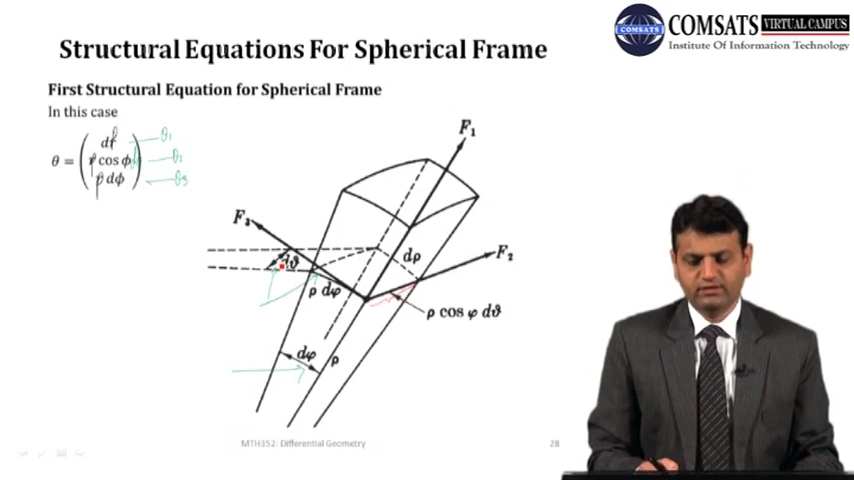 COMSATS VIRTUAL CAMPUS
COMSATS
Institute Of Information Technology
Structural Equations For Spherical Frame
First Structural Equation for Spherical Frame
In this case
θ =
cos ϕ
dϕ
θ₁
θ₂
θ₃
F₁
F₃
F₂
dρ
dϑ
ρ dφ
ρ cos φ dϑ
dφ
ρ
MTH352: Differential Geometry
28